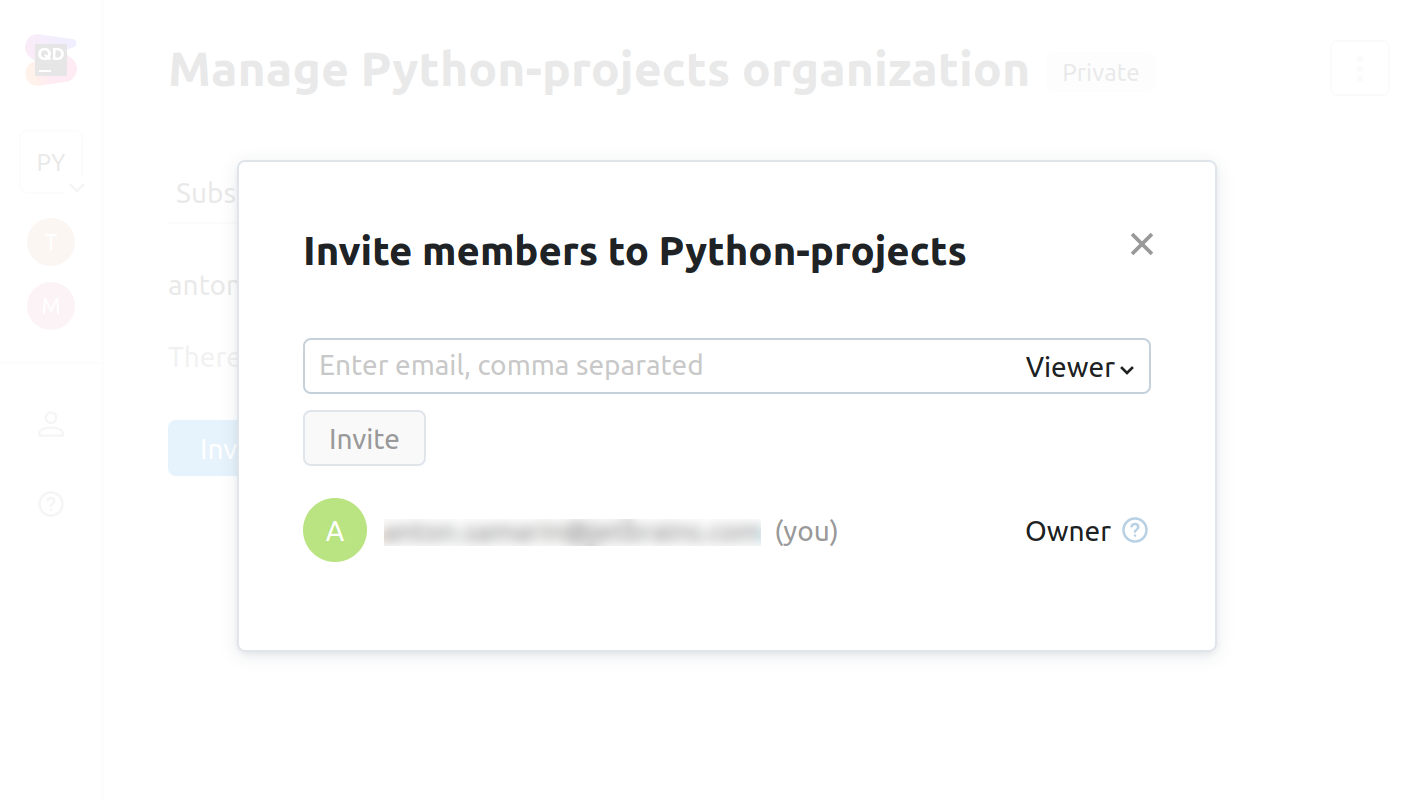 QD
Manage Python-projects organization
Private
PY
Subs
T
anton
M
There
Inv
Invite members to Python-projects
Enter email, comma separated
Viewer
Invite
A
(you)
Owner